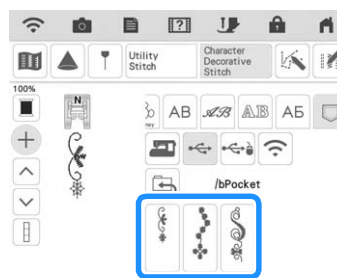 Utility
Stitch
Character
Decorative
Stitch
100%
N
AB
AB
AB
АБ
/bPocket